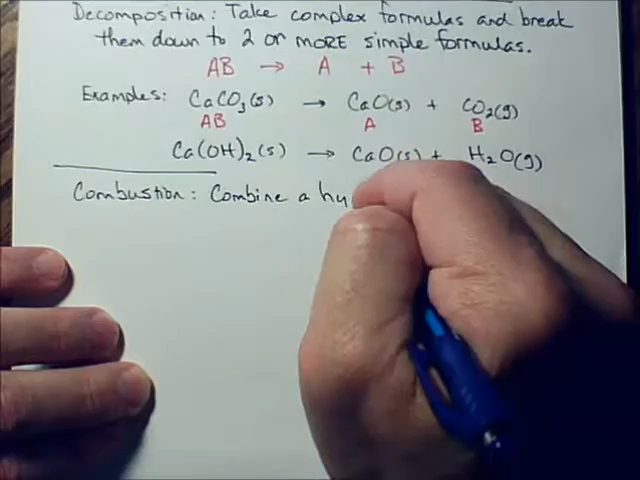 Decomposition: Take complex formulas and break
them down to 2 or MORE simple formulas.
AB → A + B
Examples: CaCO₃(s) → CaO(s) + CO₂(g)
AB A B
Ca(OH)₂(s) → CaO(s) + H₂O(g)
Combustion: Combine a hy